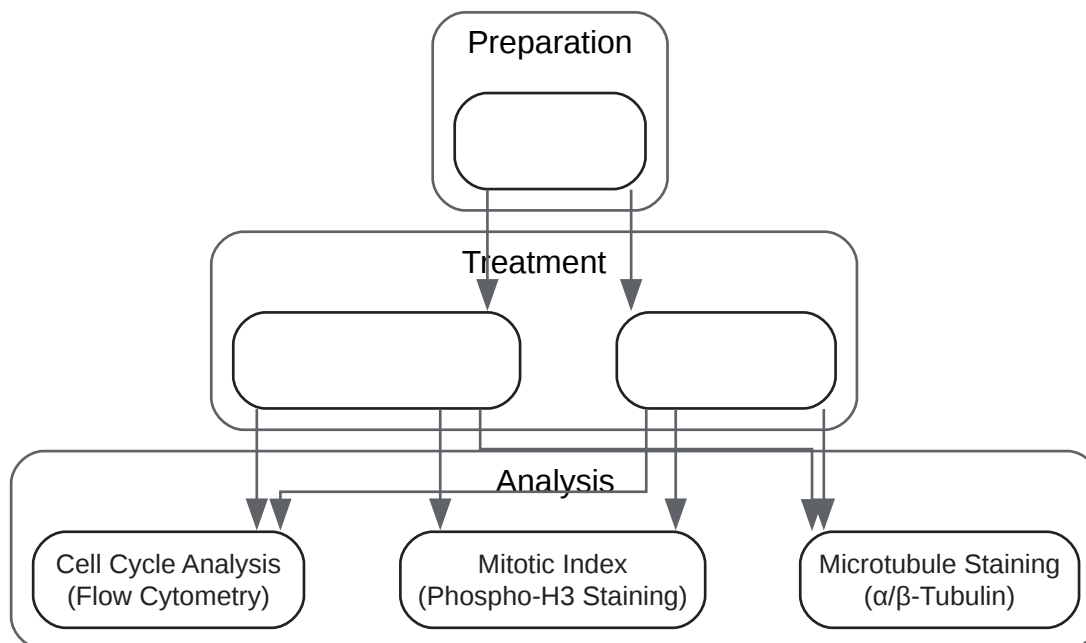 Preparation
Treatment
Analysis
Cell Cycle Analysis
(Flow Cytometry)
Mitotic Index
(Phospho-H3 Staining)
Microtubule Staining
(α/β-Tubulin)